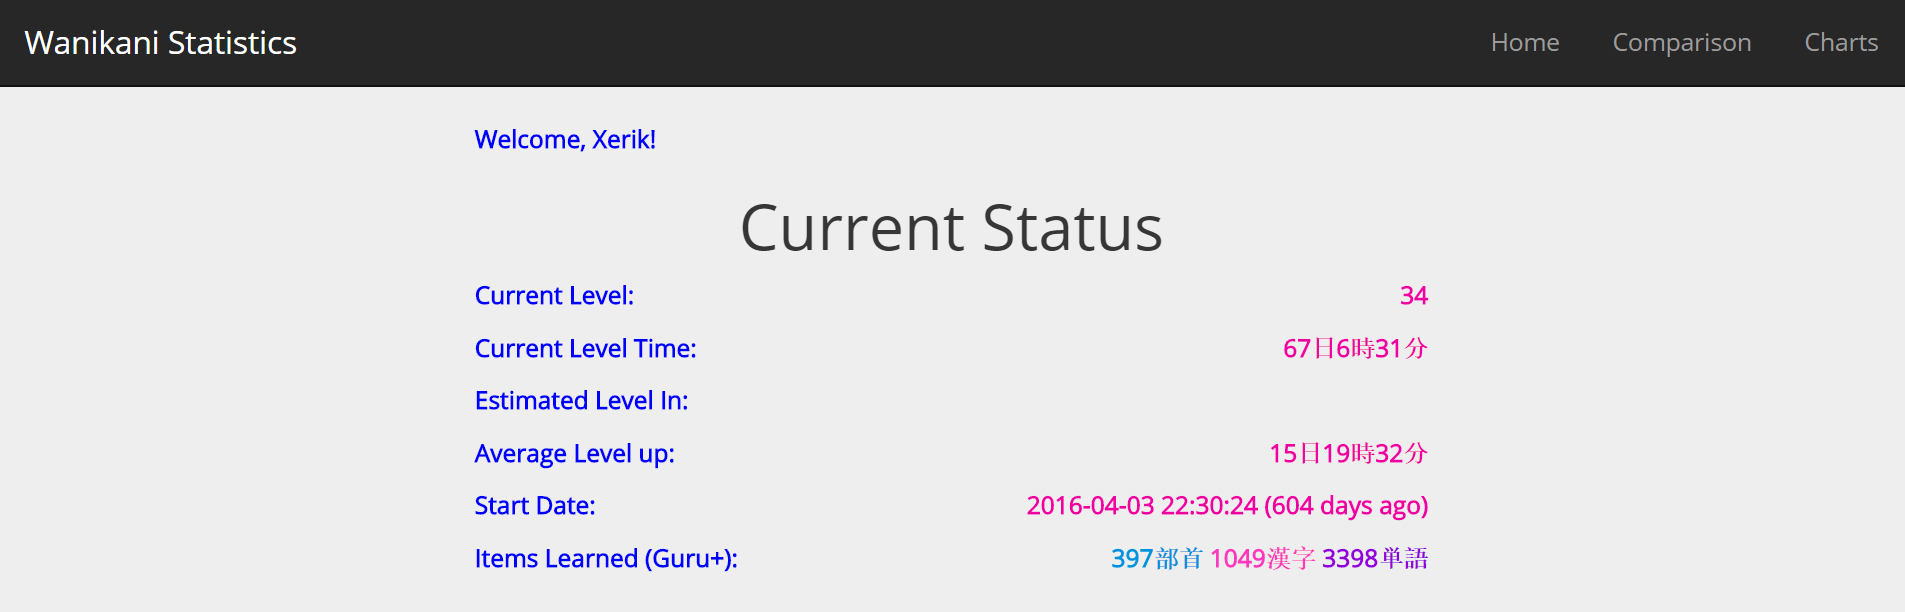 Wanikani Statistics Home Comparison Charts
Welcome, Xerik!
Current Status
Current Level: 34
Current Level Time: 67日6時31分
Estimated Level In:
Average Level up: 15日19時32分
Start Date: 2016-04-03 22:30:24 (604 days ago)
Items Learned (Guru+): 397部首 1049漢字 3398単語